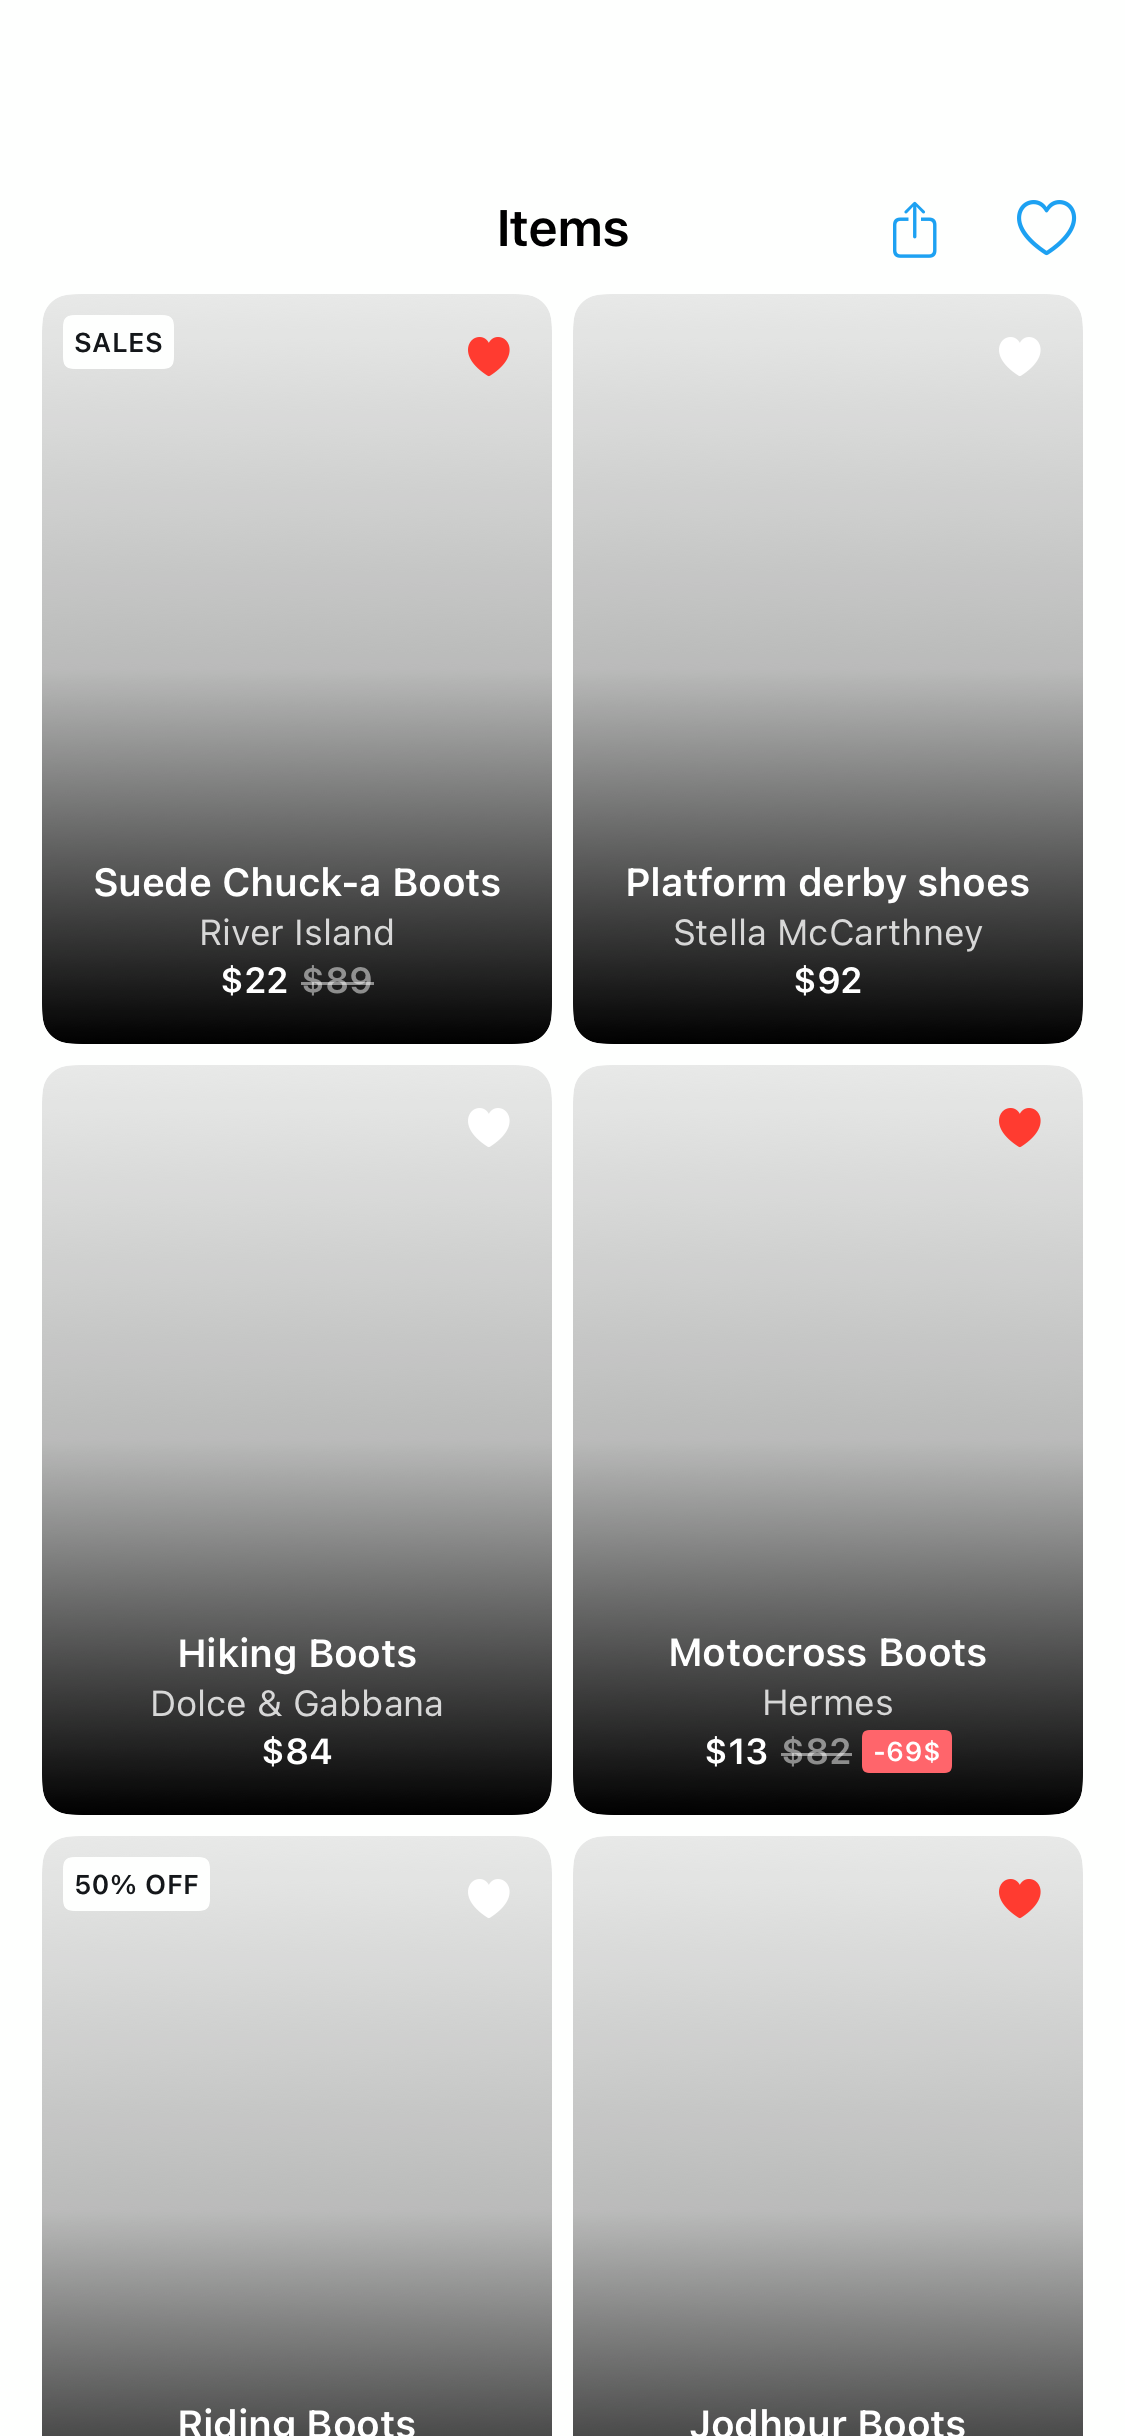 Items
SALES
Suede Chuck-a Boots
River Island
$22 $89
Platform derby shoes
Stella McCarthney
$92
Hiking Boots
Dolce & Gabbana
$84
Motocross Boots
Hermes
$13 $82 -69$
50% OFF
Riding Boots
Jodhpur Boots